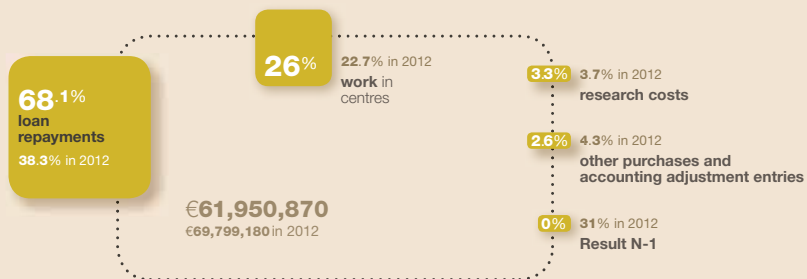 68.1%
loan
repayments
38.3% in 2012
26%
22.7% in 2012
work in
centres
€61,950,870
€69,799,180 in 2012
3.3%
3.7% in 2012
research costs
2.6%
4.3% in 2012
other purchases and
accounting adjustment entries
0%
31% in 2012
Result N-1